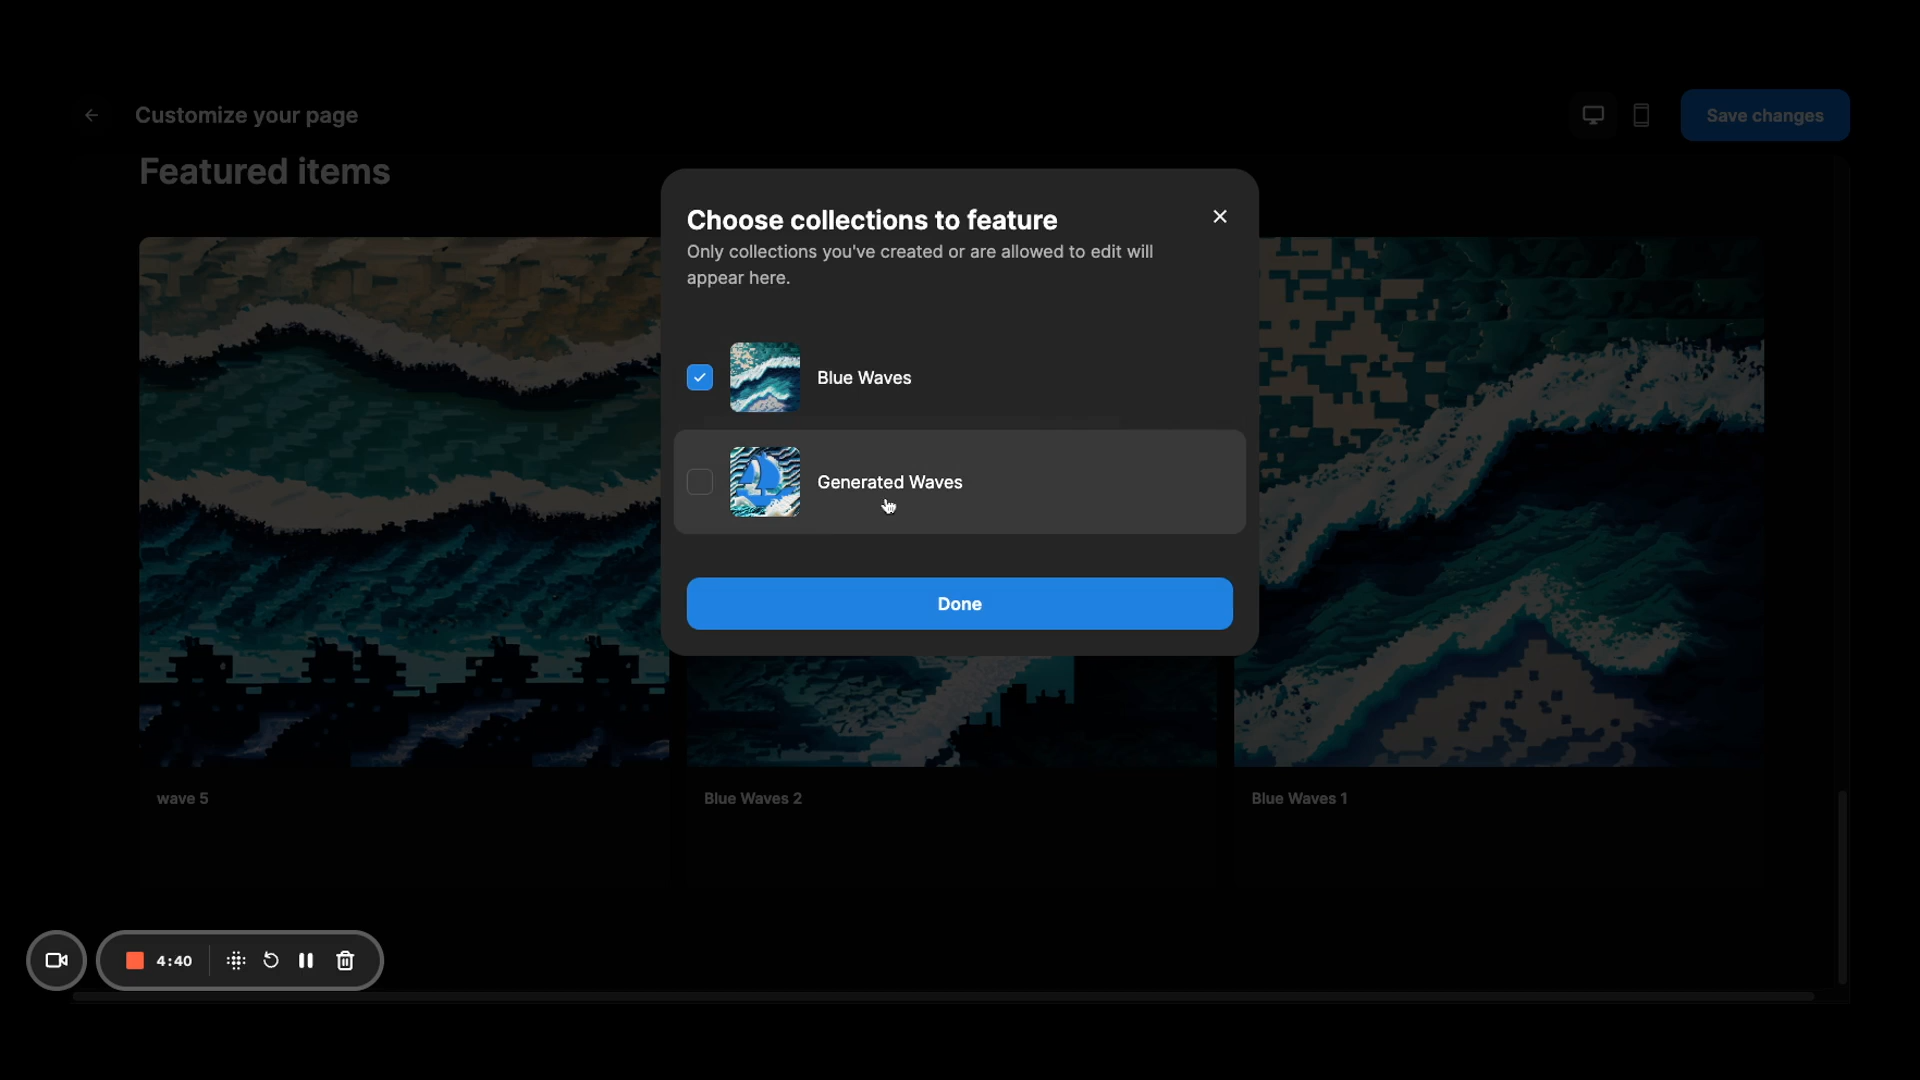 Customize your page
Save changes
Featured items
Choose collections to feature
Only collections you've created or are allowed to edit will
appear here.
Blue Waves
Generated Waves
Done
wave 5
Blue Waves 2
Blue Waves 1
4:40